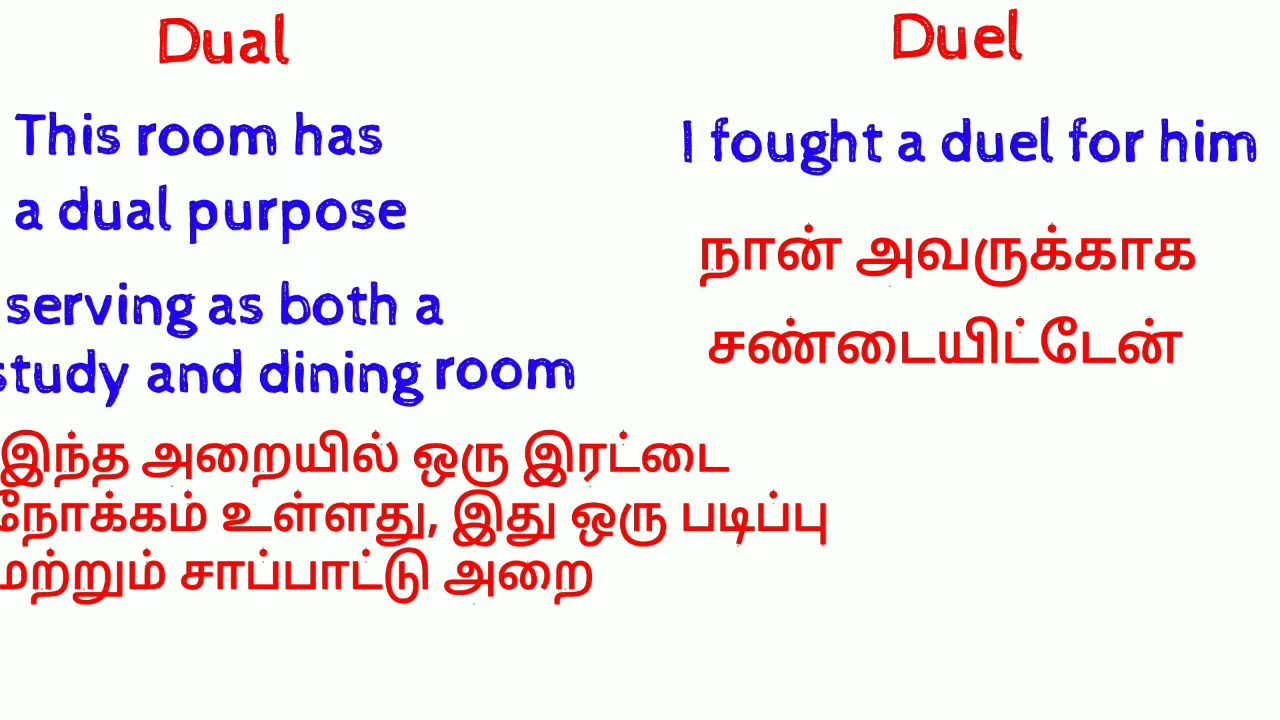 Dual
This room has
a dual purpose
serving as both a
study and dining room
இந்த அறையில் ஒரு இரட்டை
நோக்கம் உள்ளது, இது ஒரு படிப்பு
மற்றும் சாப்பாட்டு அறை
Duel
I fought a duel for him
நான் அவருக்காக
சண்டையிட்டேன்